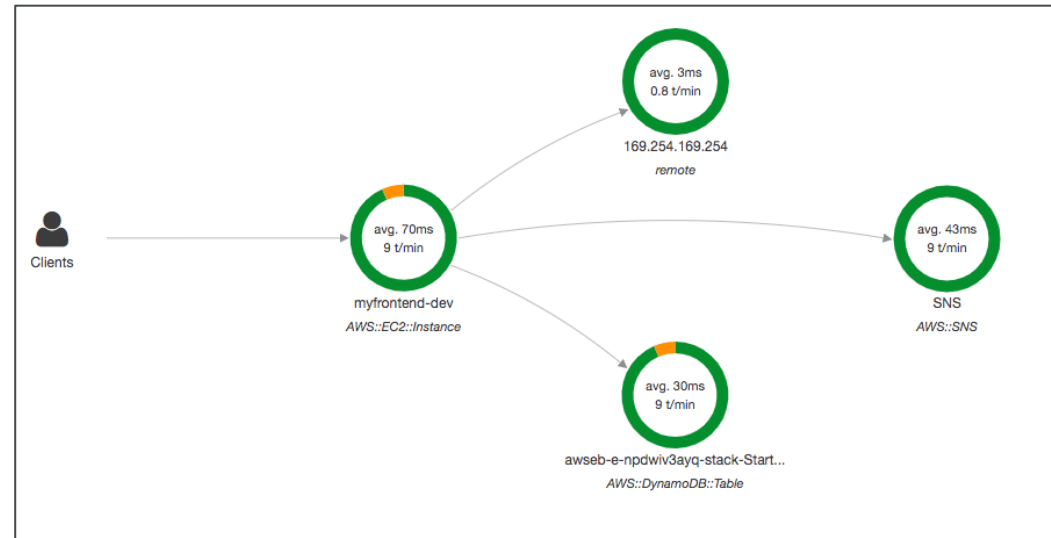 avg. 3ms
0.8 t/min
169.254.169.254
remote
Clients
avg. 70ms
9 t/min
myfrontend-dev
AWS::EC2::Instance
avg. 43ms
9 t/min
SNS
AWS::SNS
avg. 30ms
9 t/min
awseb-e-npdwiv3ayq-stack-Start...
AWS::DynamoDB::Table